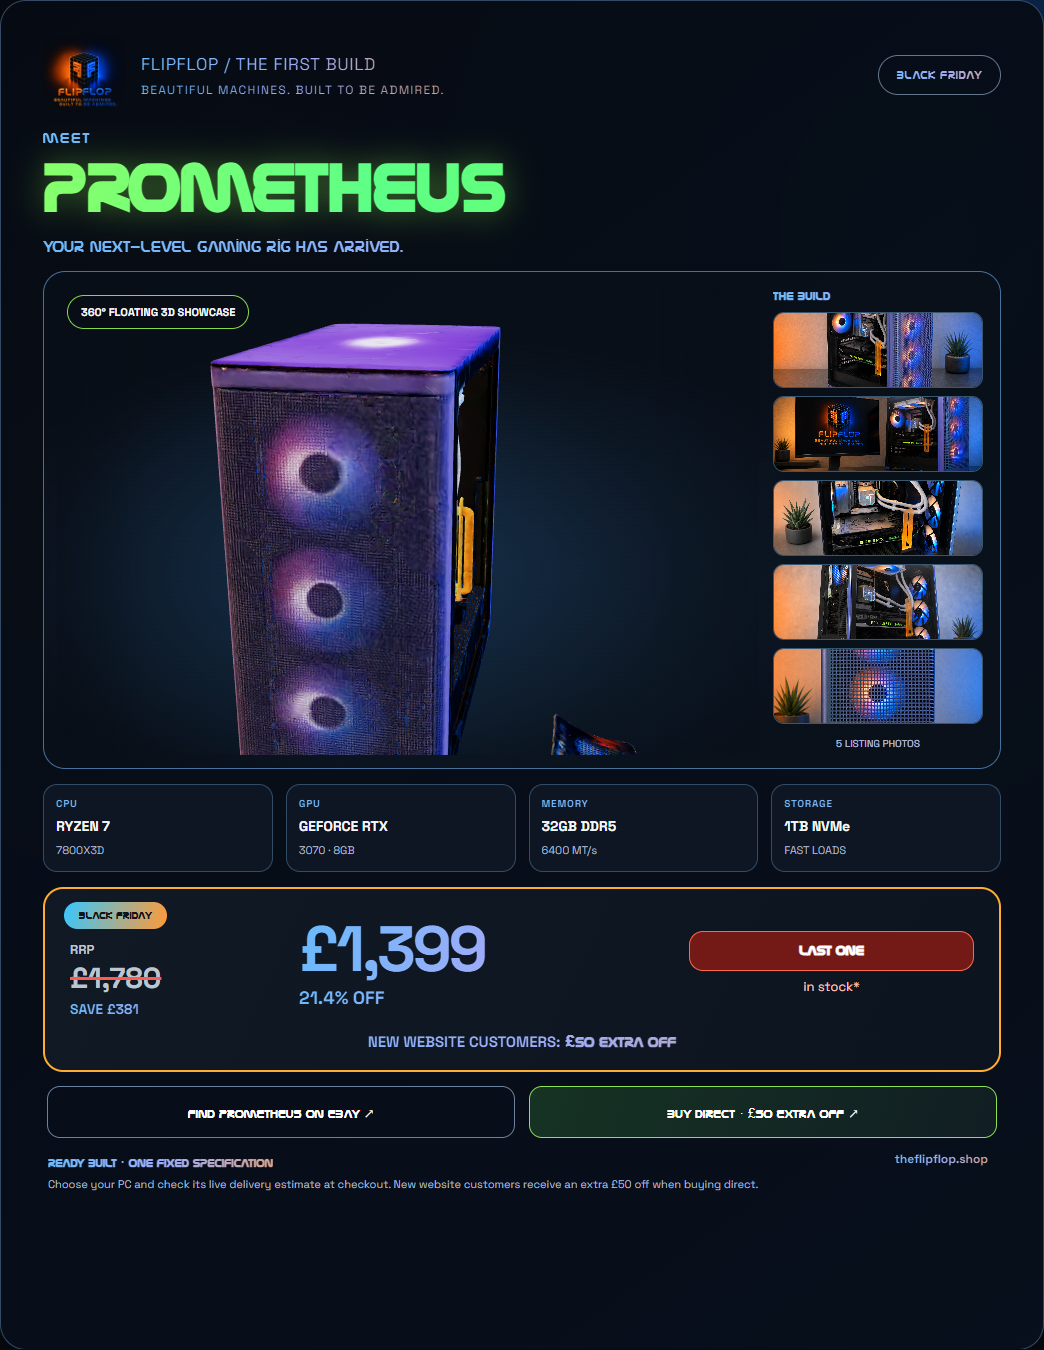 FLIPFLOP / THE FIRST BUILD
BEAUTIFUL MACHINES. BUILT TO BE ADMIRED.
BLACK FRIDAY
FLIPFLOP
MEET
PROMETHEUS
YOUR NEXT-LEVEL GAMING RIG HAS ARRIVED.
360° FLOATING 3D SHOWCASE
THE BUILD
FLIPFLOP
5 LISTING PHOTOS
CPU
RYZEN 7
7800X3D
GPU
GEFORCE RTX
3070 · 8GB
MEMORY
32GB DDR5
6400 MT/s
STORAGE
1TB NVMe
FAST LOADS
BLACK FRIDAY
RRP
£1,780
SAVE £381
£1,399
21.4% OFF
LAST ONE
in stock*
NEW WEBSITE CUSTOMERS: £50 EXTRA OFF
FIND PROMETHEUS ON EBAY ↗
BUY DIRECT · £50 EXTRA OFF ↗
READY BUILT · ONE FIXED SPECIFICATION
theflipflop.shop
Choose your PC and check its live delivery estimate at checkout. New website customers receive an extra £50 off when buying direct.